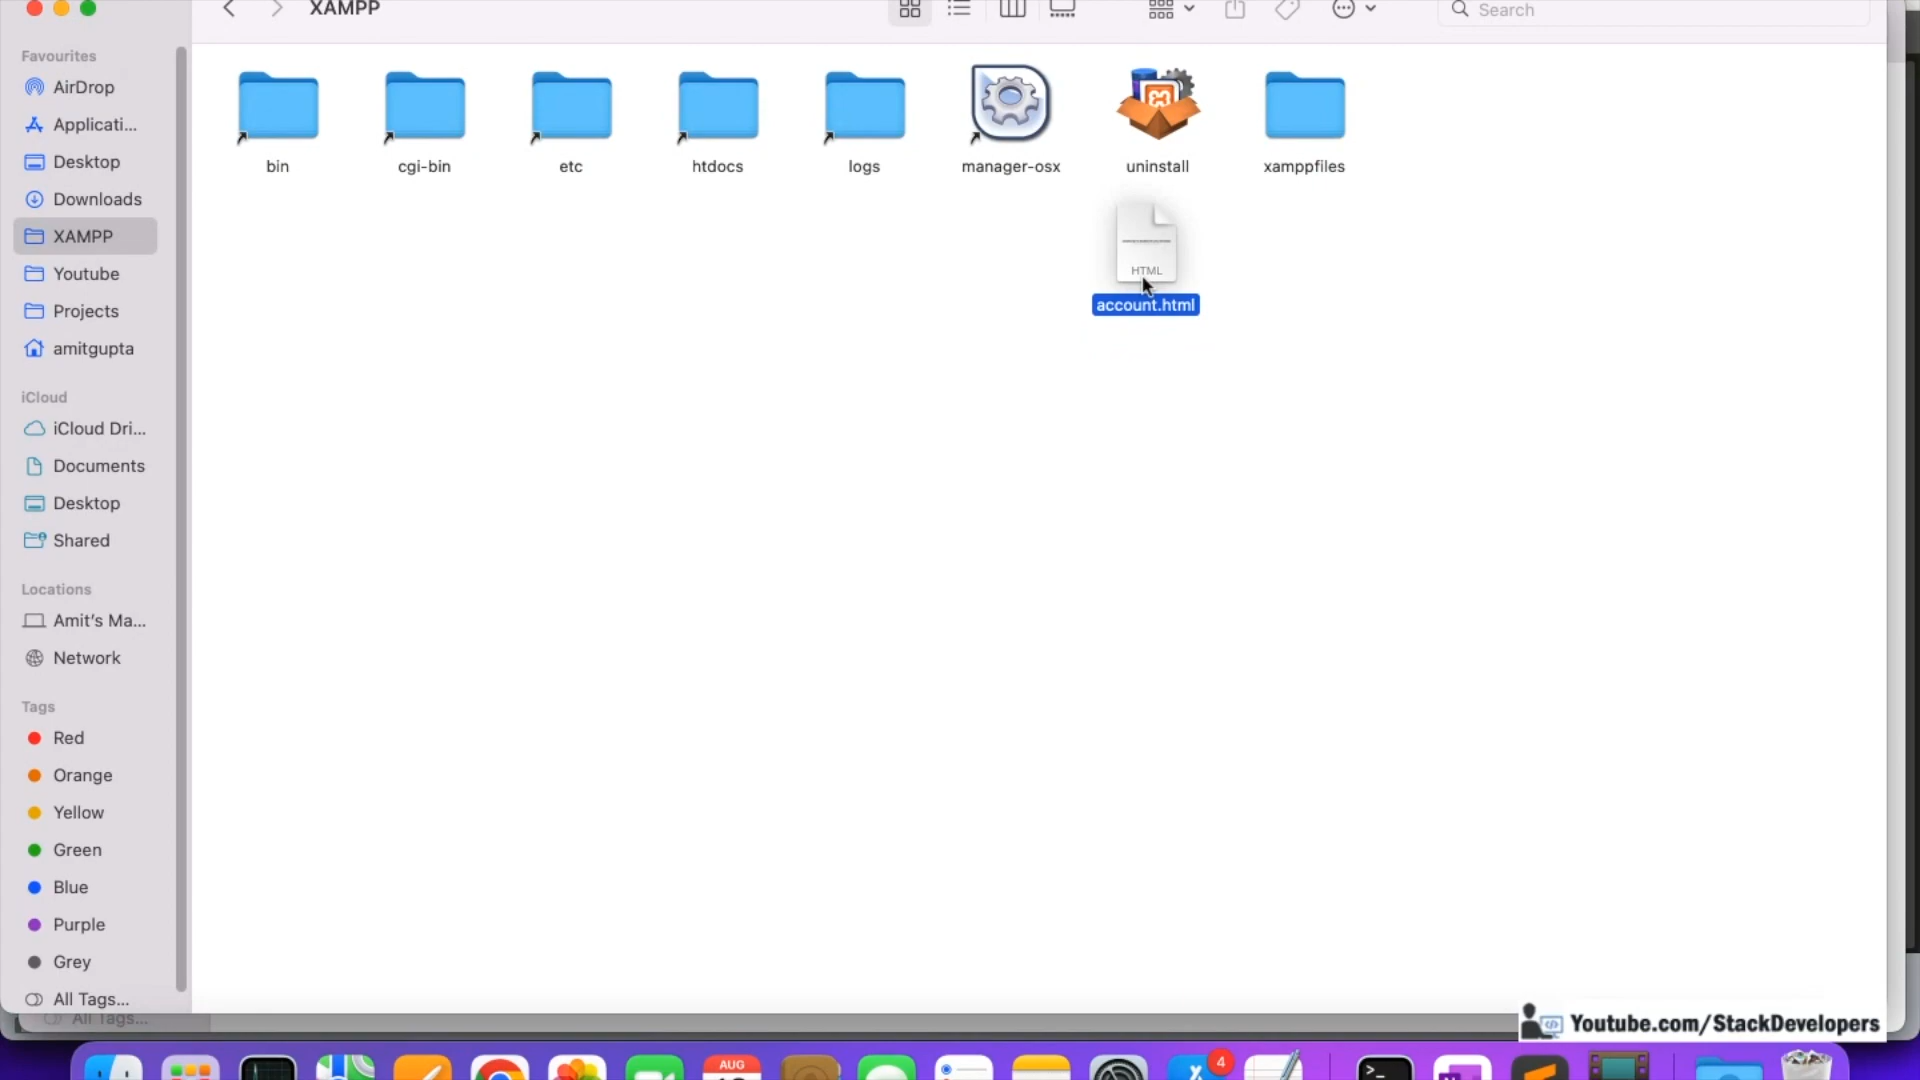 XAMPP
Search
Favourites
AirDrop
Applicati...
Desktop
Downloads
XAMPP
Youtube
Projects
amitgupta
iCloud
iCloud Dri...
Documents
Desktop
Shared
Locations
Amit's Ma...
Network
Tags
Red
Orange
Yellow
Green
Blue
Purple
Grey
All Tags...
All Tags...
bin
cgi-bin
etc
htdocs
logs
manager-osx
uninstall
xamppfiles
HTML
account.html
Youtube.com/StackDevelopers
AUG
4